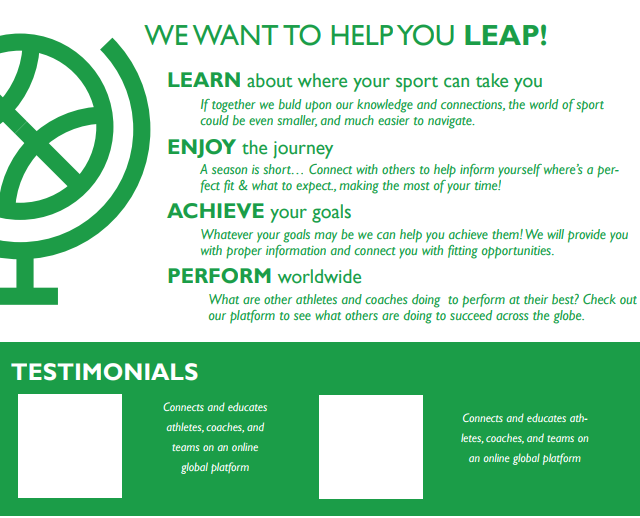 WE WANT TO HELP YOU LEAP!
LEARN about where your sport can take you
If together we buld upon our knowledge and connections, the world of sport
could be even smaller, and much easier to navigate.
ENJOY the journey
A season is short… Connect with others to help inform yourself where's a per-
fect fit & what to expect., making the most of your time!
ACHIEVE your goals
Whatever your goals may be we can help you achieve them! We will provide you
with proper information and connect you with fitting opportunities.
PERFORM worldwide
What are other athletes and coaches doing to perform at their best? Check out
our platform to see what others are doing to succeed across the globe.
TESTIMONIALS
Connects and educates
athletes, coaches, and
teams on an online
global platform
Connects and educates ath-
letes, coaches, and teams on
an online global platform